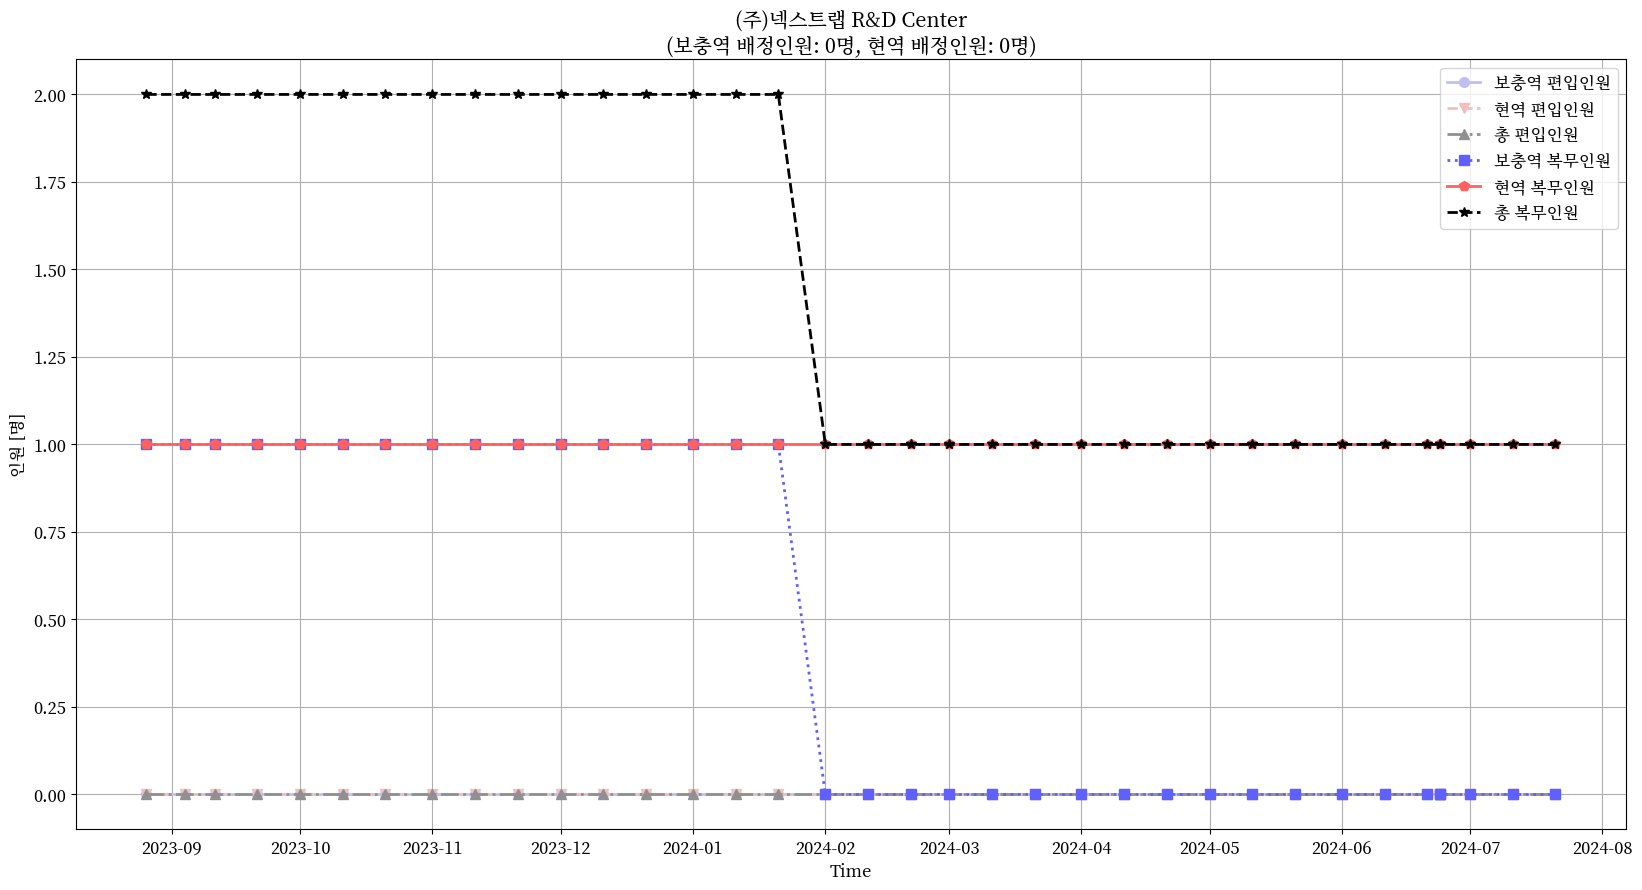 (주)넥스트랩 R&D Center
(보충역 배정인원: 0명, 현역 배정인원: 0명)
보충역 편입인원
현역 편입인원
총 편입인원
보충역 복무인원
현역 복무인원
총 복무인원
인원 [명]
2.00
1.75
1.50
1.25
1.00
0.75
0.50
0.25
0.00
2023-09 2023-10 2023-11 2023-12 2024-01 2024-02 2024-03 2024-04 2024-05 2024-06 2024-07 2024-08
Time